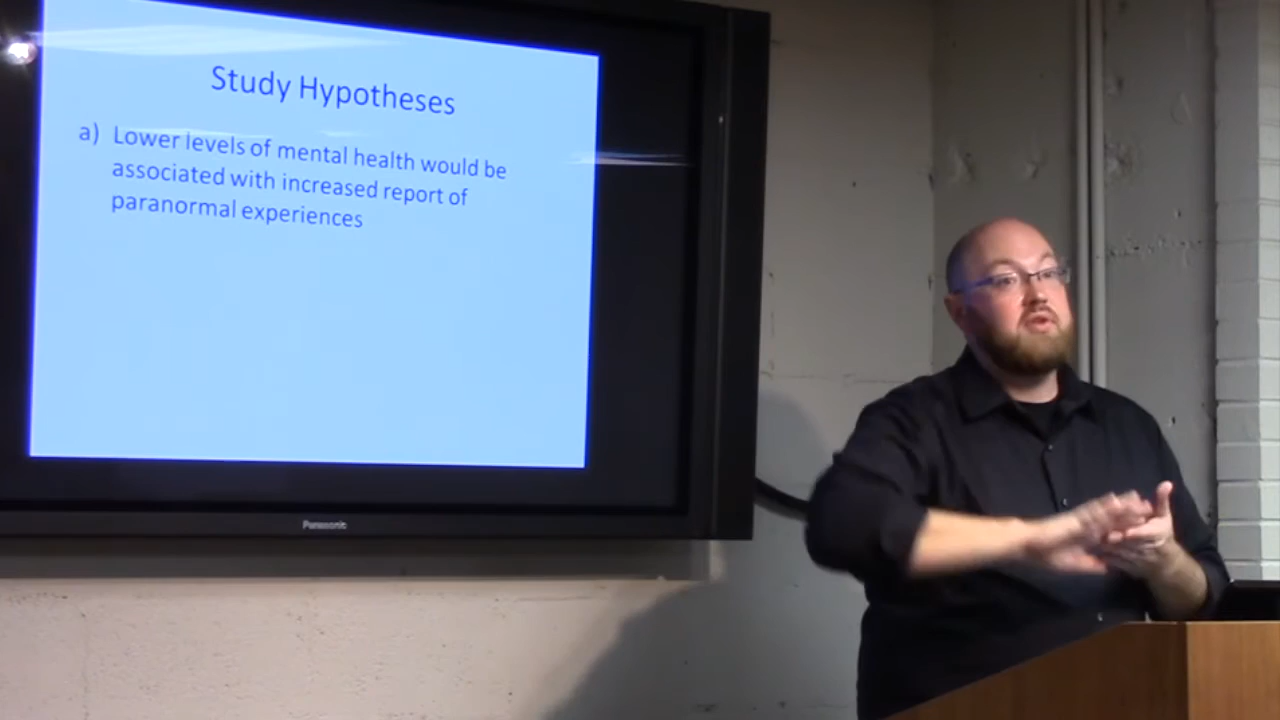 Study Hypotheses
a) Lower levels of mental health would be
associated with increased report of
paranormal experiences
Panasonic